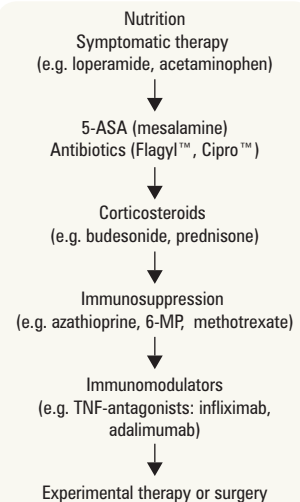 Nutrition
Symptomatic therapy
(e.g. loperamide, acetaminophen)
5-ASA (mesalamine)
Antibiotics (Flagyl™, Cipro™)
Corticosteroids
(e.g. budesonide, prednisone)
Immunosuppression
(e.g. azathioprine, 6-MP, methotrexate)
Immunomodulators
(e.g. TNF-antagonists: infliximab,
adalimumab)
Experimental therapy or surgery